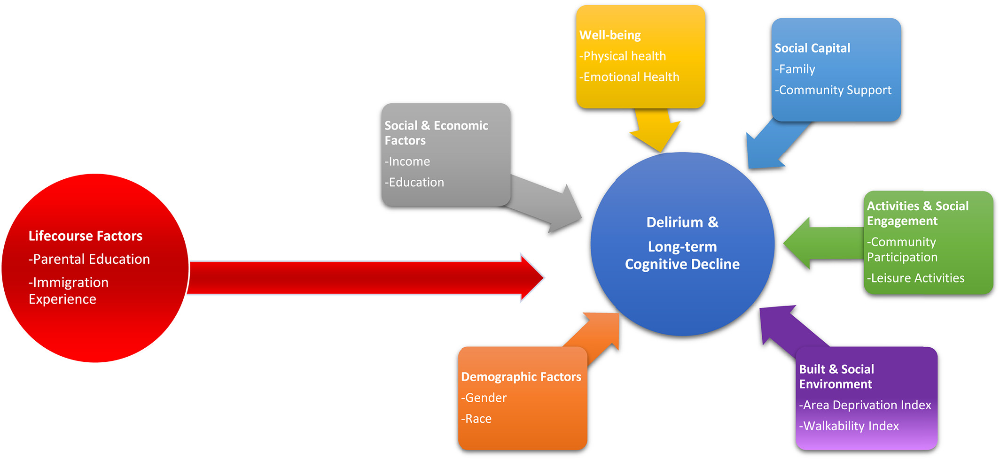 Lifecourse Factors
-Parental Education
-Immigration
Experience
Social & Economic
Factors
-Income
-Education
Well-being
-Physical health
-Emotional Health
Social Capital
-Family
-Community Support
Activities & Social
Engagement
-Community
Participation
-Leisure Activities
Built & Social
Environment
-Area Deprivation Index
-Walkability Index
Demographic Factors
-Gender
-Race
Delirium &
Long-term
Cognitive Decline